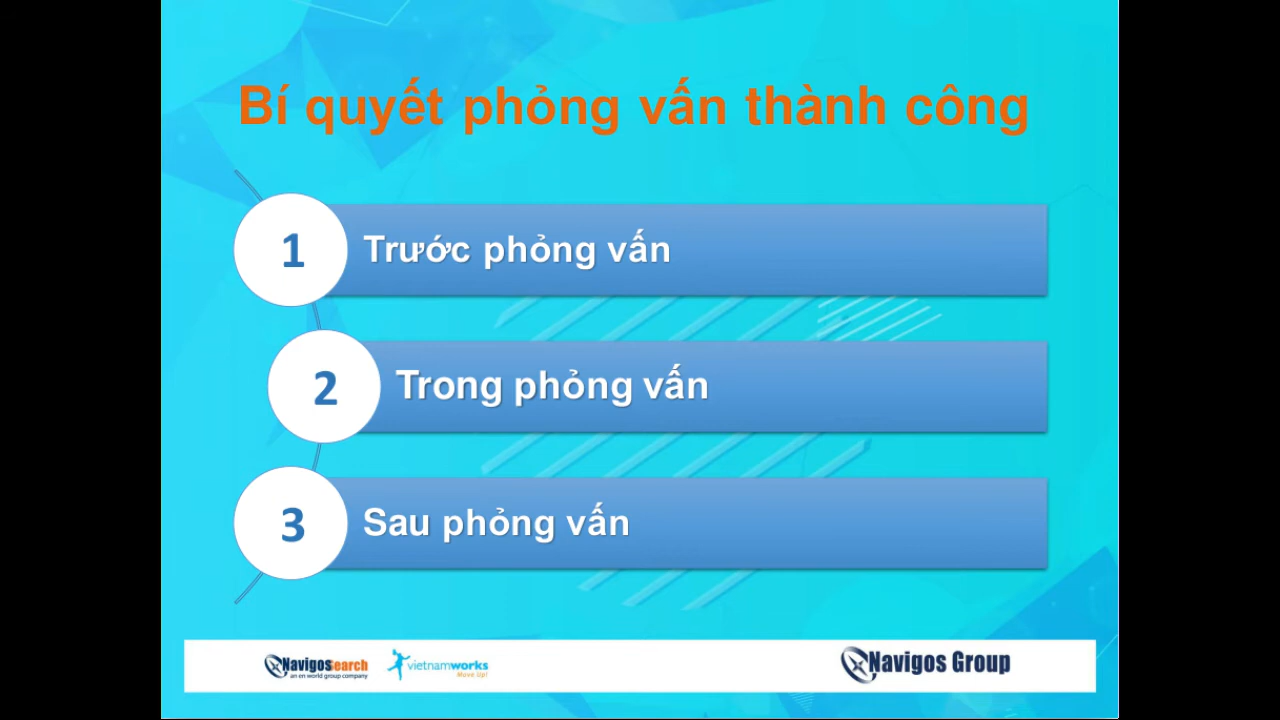 Bí quyết phỏng vấn thành công
1
Trước phỏng vấn
2
Trong phỏng vấn
3
Sau phỏng vấn
Navigos search
an en world group company
vietnamworks
Move Up!
Navigos Group